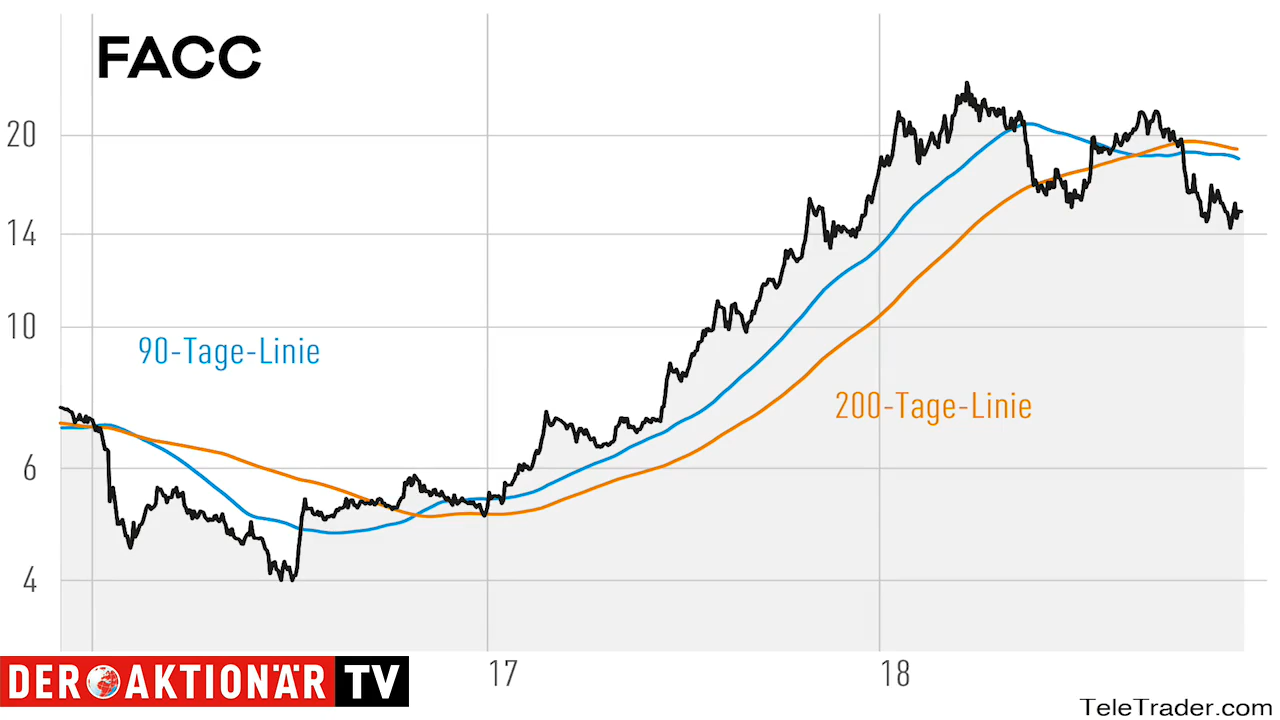 FACC
20
14
10
90-Tage-Linie
200-Tage-Linie
6
4
17
18
DER AKTIONÄR TV
TeleTrader.com